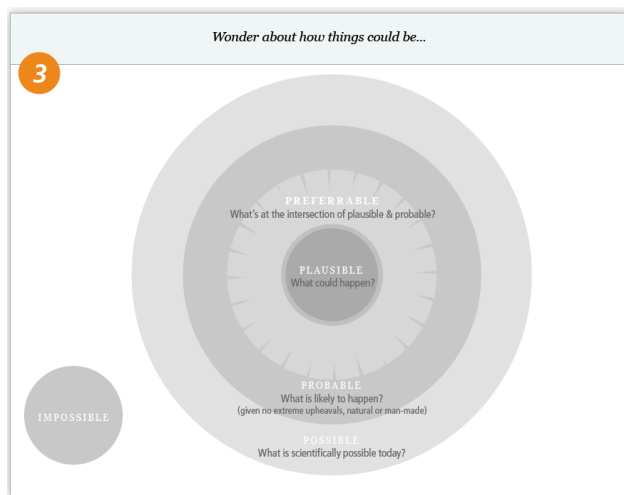 Wonder about how things could be...
3
PREFERRABLE
What's at the intersection of plausible & probable?
PLAUSIBLE
What could happen?
PROBABLE
What is likely to happen?
(given no extreme upheavals, natural or man-made)
IMPOSSIBLE
POSSIBLE
What is scientifically possible today?